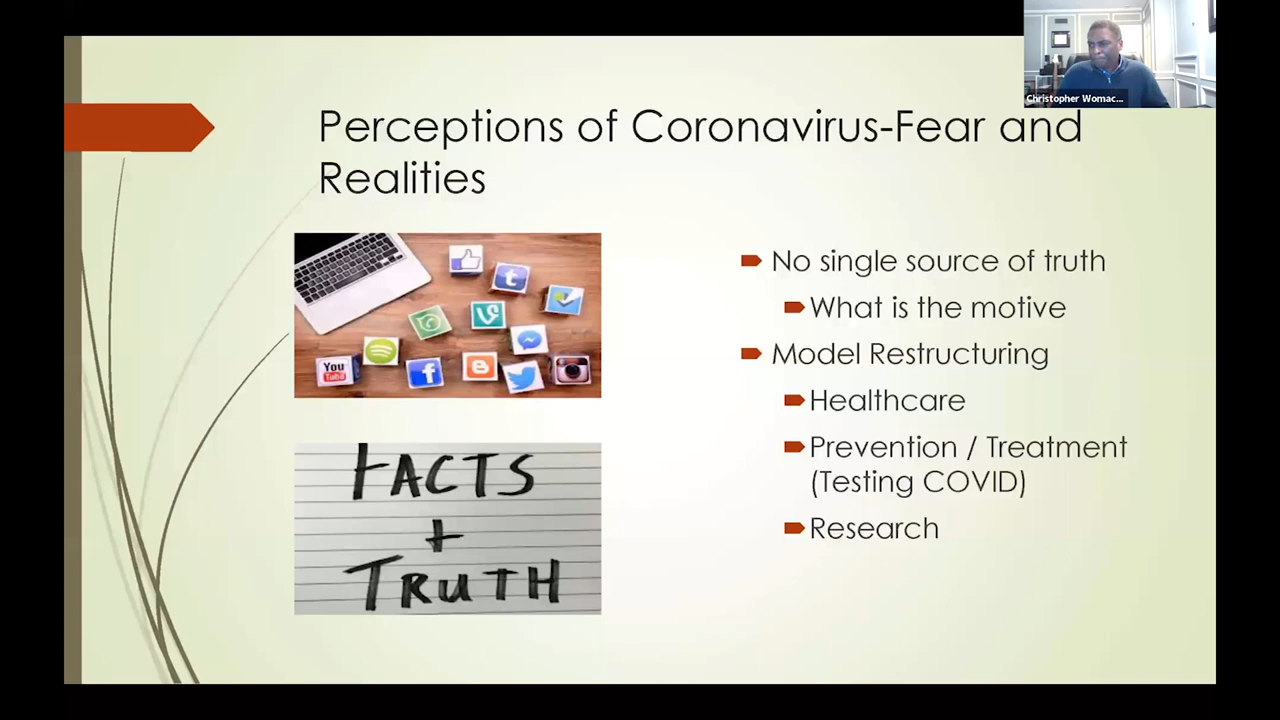 Christopher Womac...
Perceptions of Coronavirus-Fear and
Realities
No single source of truth
What is the motive
Model Restructuring
Healthcare
Prevention / Treatment
(Testing COVID)
Research
You
Tube
FACTS
+
TRUTH